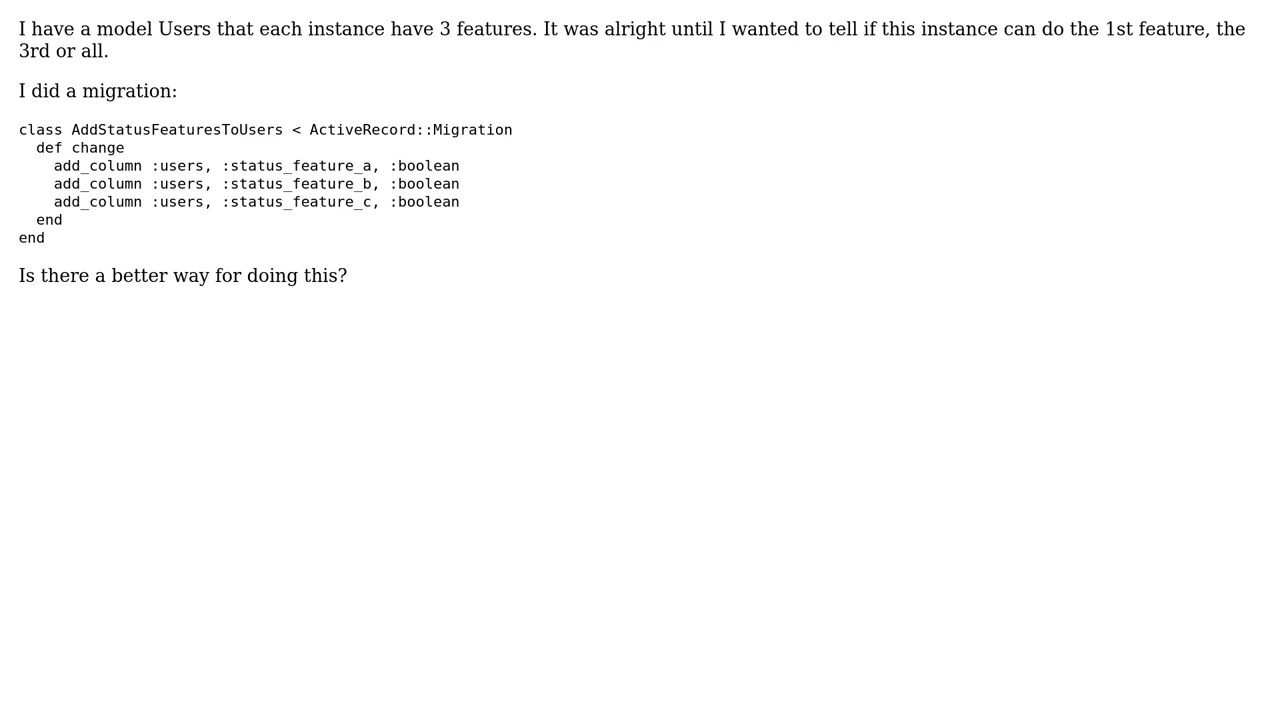 I have a model Users that each instance have 3 features. It was alright until I wanted to tell if this instance can do the 1st feature, the
3rd or all.
I did a migration:
class AddStatusFeaturesToUsers < ActiveRecord::Migration
  def change
    add_column :users, :status_feature_a, :boolean
    add_column :users, :status_feature_b, :boolean
    add_column :users, :status_feature_c, :boolean
  end
end
Is there a better way for doing this?